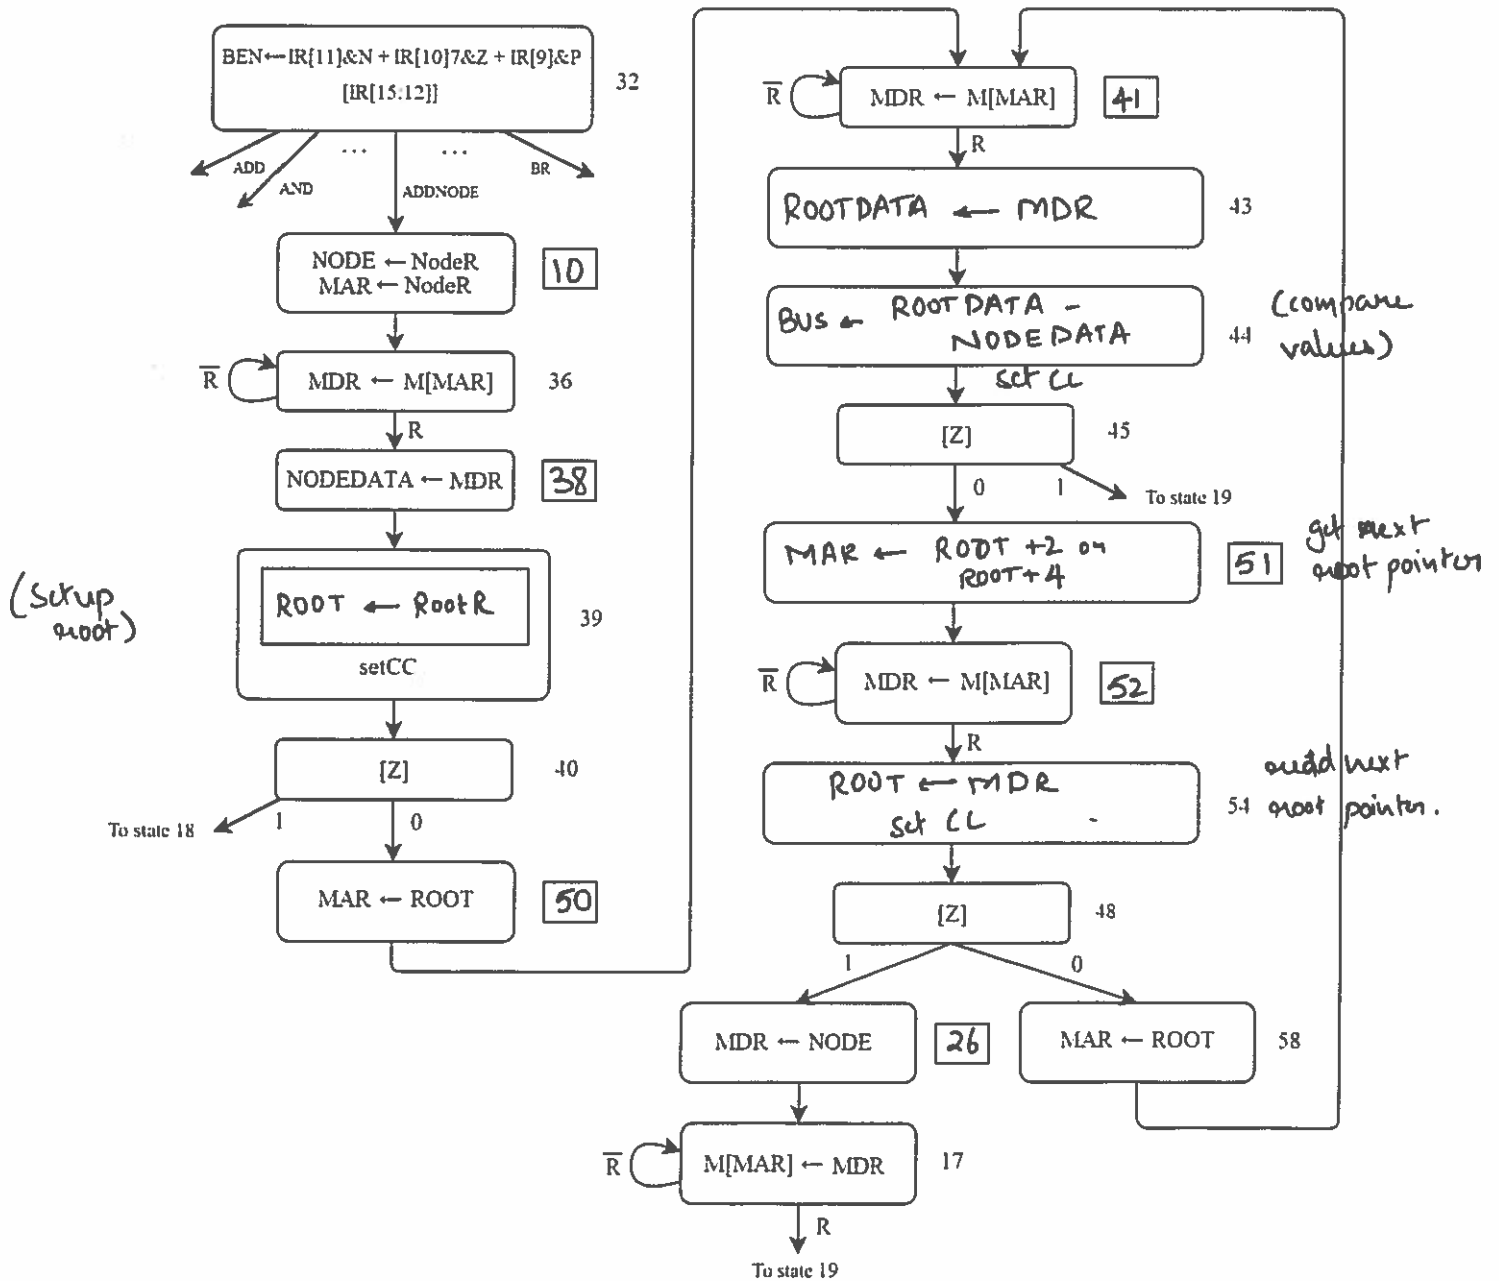 BEN←IR[11]&N + IR[10]7&Z + IR[9]&P
[IR[15:12]]
32
ADD
AND
...
ADDNODE
...
BR
NODE ← NodeR
MAR ← NodeR
10
R̅
MDR ← M[MAR]
36
R
NODEDATA ← MDR
38
(setup
root)
ROOT ← RootR
setCC
39
[Z]
40
To state 18
1
0
MAR ← ROOT
50
R̅
MDR ← M[MAR]
41
R
ROOTDATA ← MDR
43
BUS ← ROOTDATA -
NODEDATA
set CC
44
(compare
values)
[Z]
45
0
1
To state 19
MAR ← ROOT +2 or
ROOT+4
51
get next
root pointer
R̅
MDR ← M[MAR]
52
R
ROOT ← MDR
set CC
54
read next
root pointer.
[Z]
48
1
0
MDR ← NODE
26
MAR ← ROOT
58
R̅
M[MAR] ← MDR
17
R
To state 19